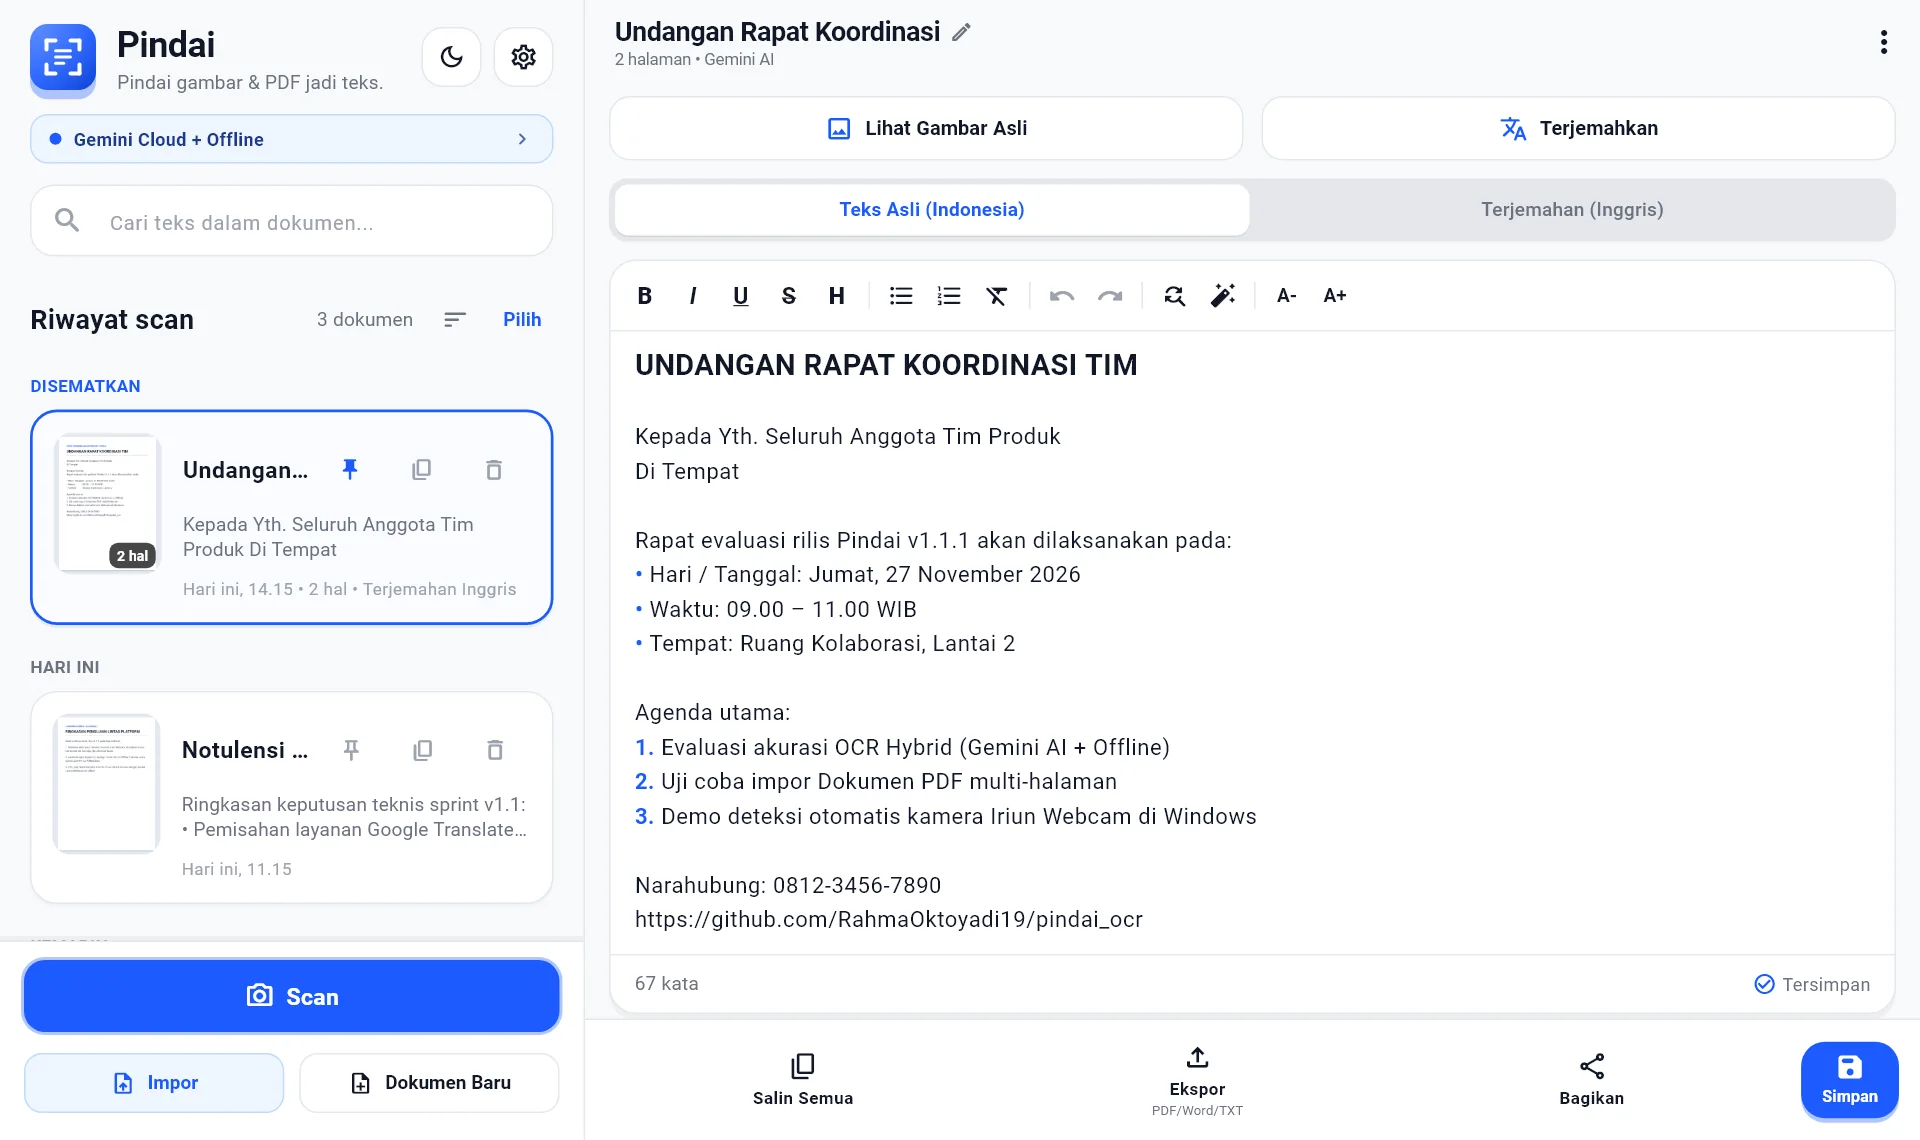 Pindai
Pindai gambar & PDF jadi teks.
Gemini Cloud + Offline
Cari teks dalam dokumen...
Riwayat scan
3 dokumen
Pilih
DISEMATKAN
Undangan...
Kepada Yth. Seluruh Anggota Tim
Produk Di Tempat
2 hal
Hari ini, 14.15 • 2 hal • Terjemahan Inggris
HARI INI
Notulensi ...
Ringkasan keputusan teknis sprint v1.1:
• Pemisahan layanan Google Translate...
Hari ini, 11.15
Scan
Impor
Dokumen Baru
Undangan Rapat Koordinasi
2 halaman • Gemini AI
Lihat Gambar Asli
Terjemahkan
Teks Asli (Indonesia)
Terjemahan (Inggris)
B I U S H A- A+
UNDANGAN RAPAT KOORDINASI TIM
Kepada Yth. Seluruh Anggota Tim Produk
Di Tempat
Rapat evaluasi rilis Pindai v1.1.1 akan dilaksanakan pada:
• Hari / Tanggal: Jumat, 27 November 2026
• Waktu: 09.00 – 11.00 WIB
• Tempat: Ruang Kolaborasi, Lantai 2
Agenda utama:
1. Evaluasi akurasi OCR Hybrid (Gemini AI + Offline)
2. Uji coba impor Dokumen PDF multi-halaman
3. Demo deteksi otomatis kamera Iriun Webcam di Windows
Narahubung: 0812-3456-7890
https://github.com/RahmaOktoyadi19/pindai_ocr
67 kata
Tersimpan
Salin Semua
Ekspor
PDF/Word/TXT
Bagikan
Simpan